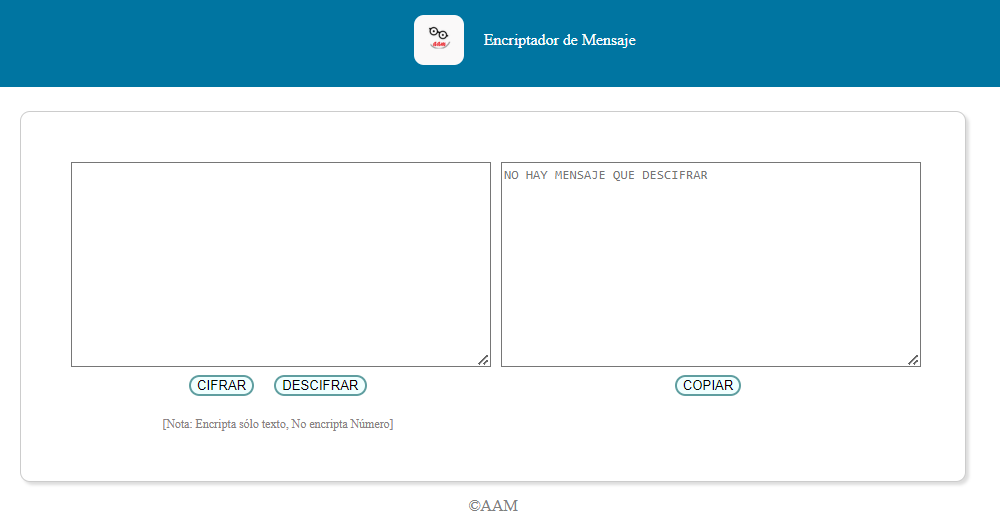 AAM
Encriptador de Mensaje
NO HAY MENSAJE QUE DESCIFRAR
CIFRAR
DESCIFRAR
COPIAR
[Nota: Encripta sólo texto, No encripta Número]
©AAM